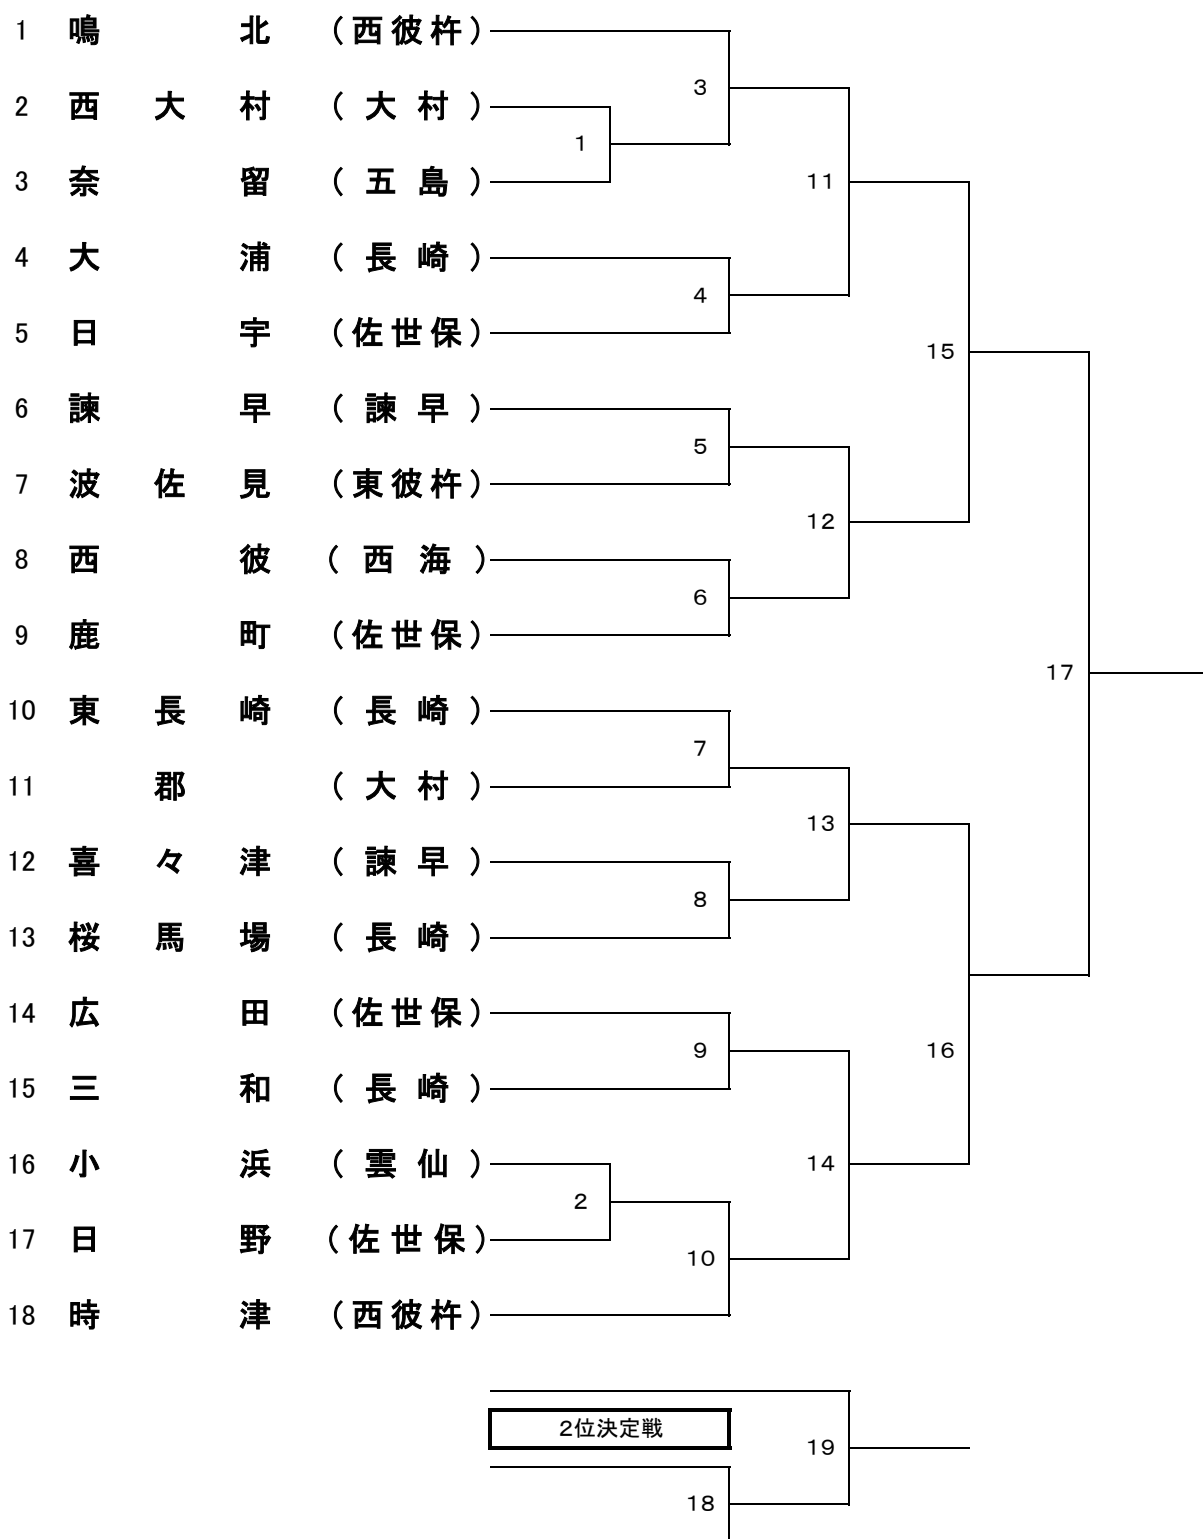 1 鳴北 (西彼杵)
2 西大村 (大村)
3 奈留 (五島)
4 大浦 (長崎)
5 日宇 (佐世保)
6 諫早 (諫早)
7 波佐見 (東彼杵)
8 西彼 (西海)
9 鹿町 (佐世保)
10 東長崎 (長崎)
11 郡 (大村)
12 喜々津 (諫早)
13 桜馬場 (長崎)
14 広田 (佐世保)
15 三和 (長崎)
16 小浜 (雲仙)
17 日野 (佐世保)
18 時津 (西彼杵)
1
2
3
4
5
6
7
8
9
10
11
12
13
14
15
16
17
2位決定戦
18
19